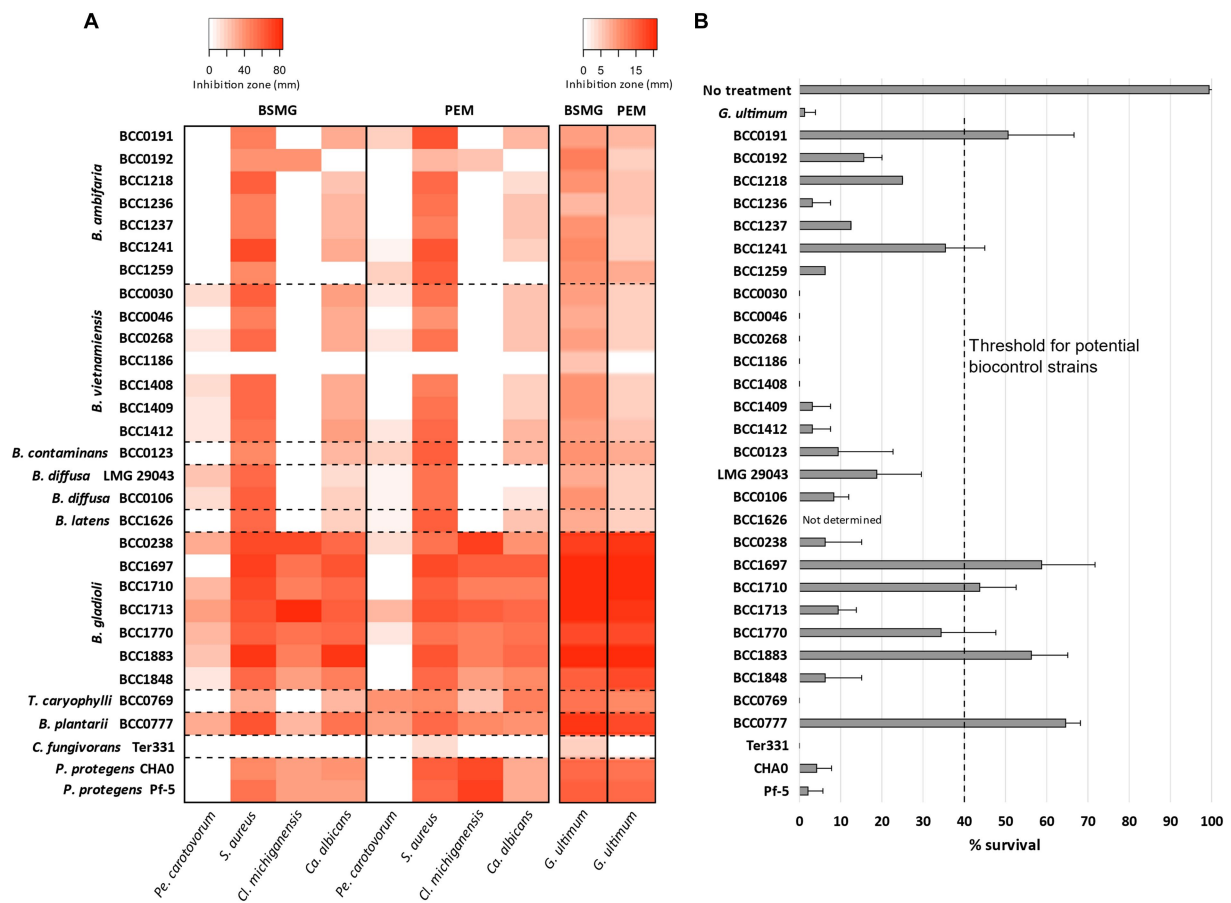 A
B
0 40 80
Inhibition zone (mm)
0 5 15
Inhibition zone (mm)
BSMG PEM BSMG PEM
B. ambifaria
BCC0191
BCC0192
BCC1218
BCC1236
BCC1237
BCC1241
BCC1259
B. vietnamiensis
BCC0030
BCC0046
BCC0268
BCC1186
BCC1408
BCC1409
BCC1412
B. contaminans BCC0123
B. diffusa LMG 29043
B. diffusa BCC0106
B. latens BCC1626
B. gladioli
BCC0238
BCC1697
BCC1710
BCC1713
BCC1770
BCC1883
BCC1848
T. caryophylli BCC0769
B. plantarii BCC0777
C. fungivorans Ter331
P. protegens CHA0
P. protegens Pf-5
Pe. carotovorum
S. aureus
Cl. michiganensis
Ca. albicans
Pe. carotovorum
S. aureus
Cl. michiganensis
Ca. albicans
G. ultimum
G. ultimum
No treatment
G. ultimum
BCC0191
BCC0192
BCC1218
BCC1236
BCC1237
BCC1241
BCC1259
BCC0030
BCC0046
BCC0268
BCC1186
BCC1408
BCC1409
BCC1412
BCC0123
LMG 29043
BCC0106
BCC1626 Not determined
BCC0238
BCC1697
BCC1710
BCC1713
BCC1770
BCC1883
BCC1848
BCC0769
BCC0777
Ter331
CHA0
Pf-5
Threshold for potential
biocontrol strains
0 10 20 30 40 50 60 70 80 90 100
% survival